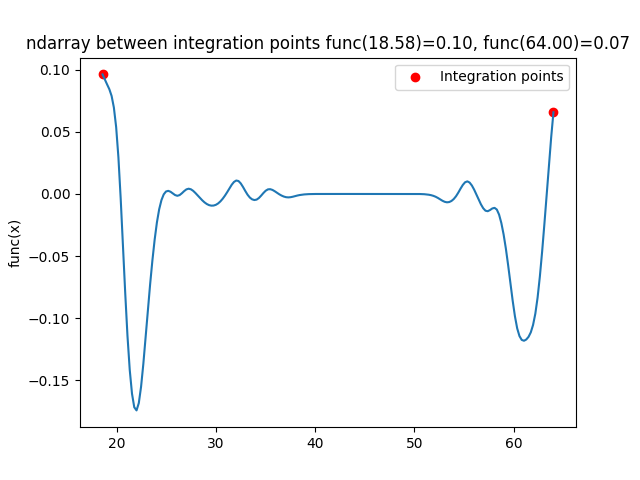 ndarray between integration points func(18.58)=0.10, func(64.00)=0.07
Integration points
func(x)
0.10
0.05
0.00
−0.05
−0.10
−0.15
20 30 40 50 60